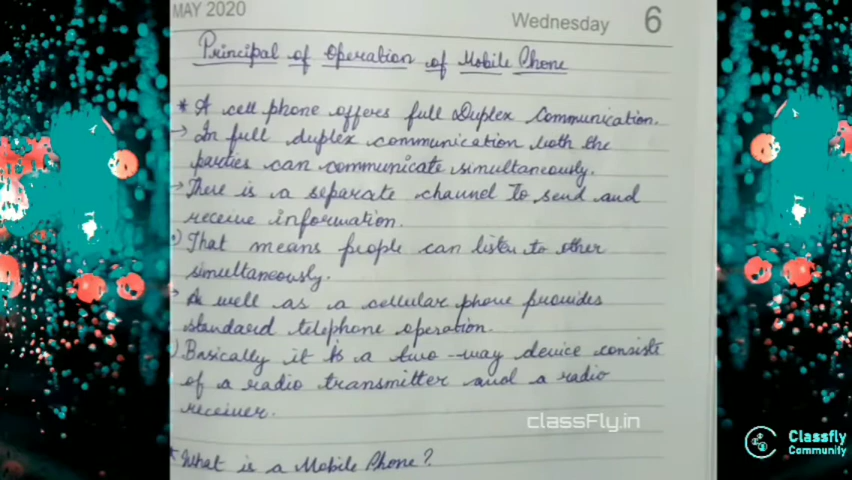 MAY 2020
Wednesday 6
Principal of operation of Mobile Phone
* A cell phone offers full Duplex Communication.
→ In full duplex communication both the
parties can communicate simultaneously.
→ There is a separate channel To send and
receive information.
•) That means people can listen to other
simultaneously.
→ As well as a cellular phone provides
standard telephone operation.
) Basically it is a two-way device consists
of a radio transmitter and a radio
receiver.
* What is a Mobile Phone?
classFly.in
Classfly
Community